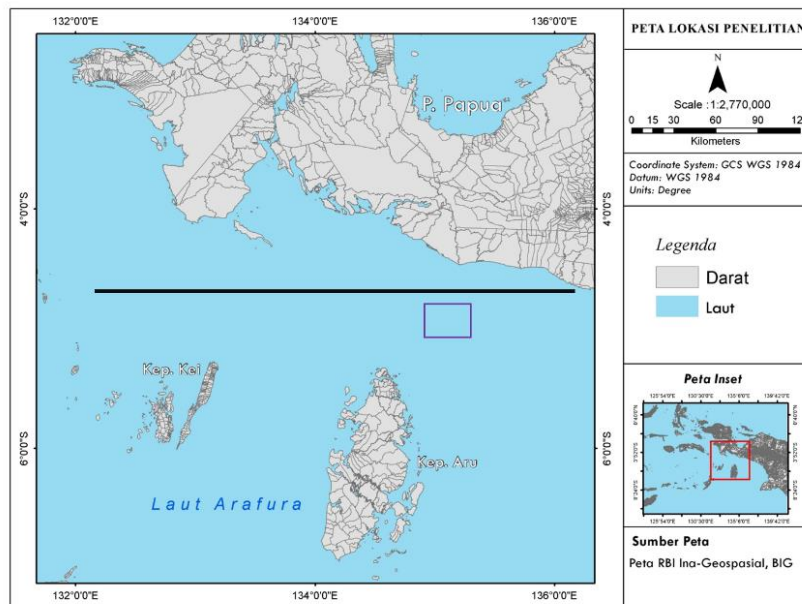 132°0'0"E
134°0'0"E
136°0'0"E
4°0'0"S
6°0'0"S
P. Papua
Kep. Kei
Kep. Aru
Laut Arafura
4°0'0"S
6°0'0"S
132°0'0"E
134°0'0"E
136°0'0"E
PETA LOKASI PENELITIAN
N
Scale :1:2,770,000
0 15 30 60 90 120
Kilometers
Coordinate System: GCS WGS 1984
Datum: WGS 1984
Units: Degree
Legenda
Darat
Laut
Peta Inset
Sumber Peta
Peta RBI Ina-Geospasial, BIG